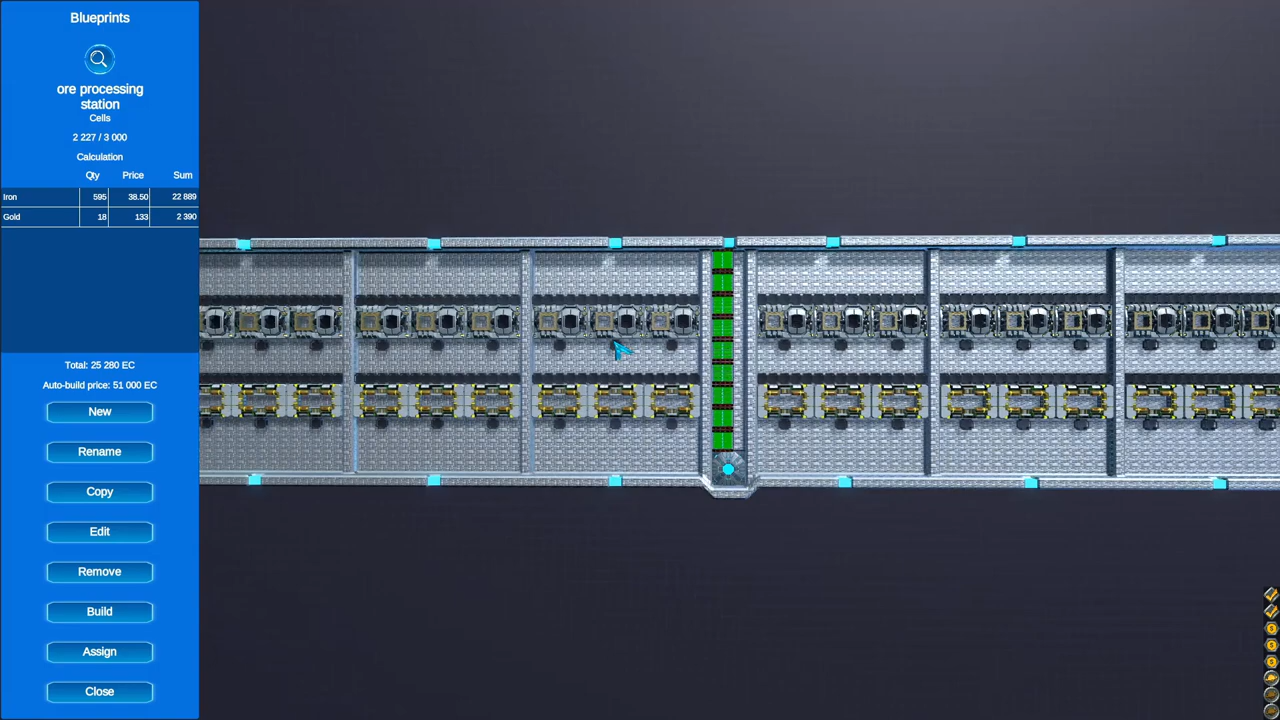 Blueprints
ore processing
station
Cells
2 227 / 3 000
Calculation
Qty Price Sum
Iron 595 38.50 22 889
Gold 18 133 2 390
Total: 25 280 EC
Auto-build price: 51 000 EC
New
Rename
Copy
Edit
Remove
Build
Assign
Close